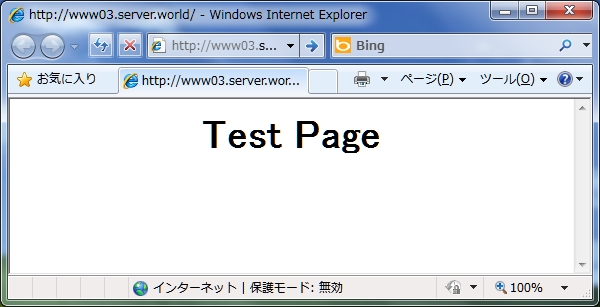 http://www03.server.world/ - Windows Internet Explorer
http://www03.s...
Bing
お気に入り
http://www03.server.wor...
ページ(P)
ツール(O)
Test Page
インターネット | 保護モード: 無効
100%